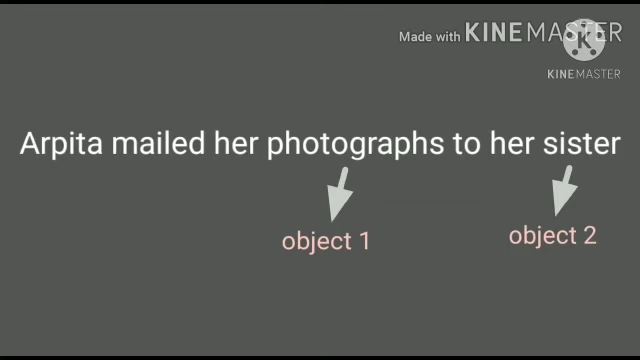 Made with KINEMASTER
KINEMASTER
Arpita mailed her photographs to her sister
object 1
object 2